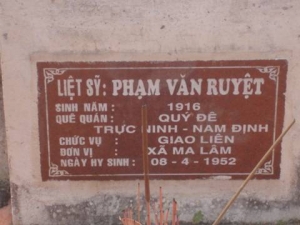 LIỆT SỸ: PHẠM VĂN RUYỆT
SINH NĂM : 1916
QUÊ QUÁN : QUÝ ĐÊ
TRỰC NINH - NAM ĐỊNH
CHỨC VỤ : GIAO LIÊN
ĐƠN VỊ : XÃ MA LÂM
NGÀY HY SINH : 08 - 4 - 1952